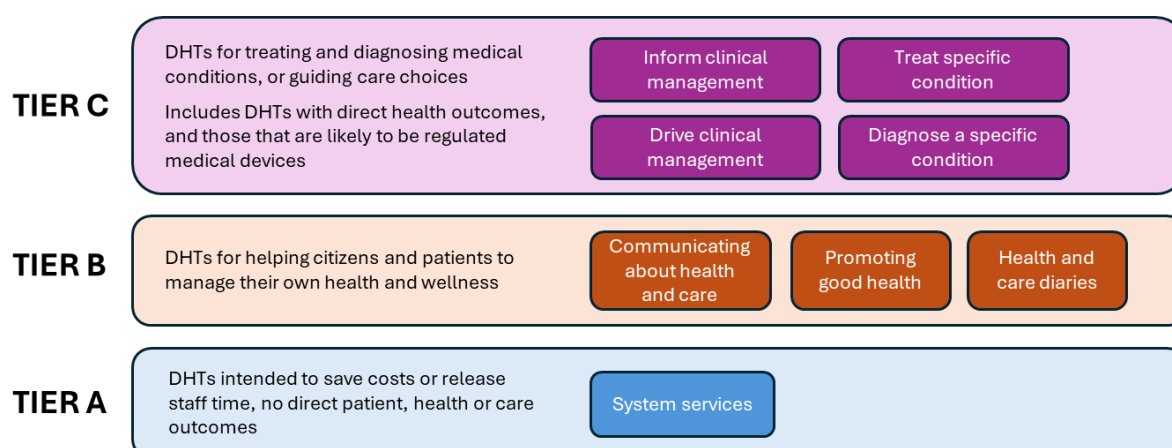 TIER C
DHTs for treating and diagnosing medical
conditions, or guiding care choices
Includes DHTs with direct health outcomes,
and those that are likely to be regulated
medical devices
Inform clinical
management
Treat specific
condition
Drive clinical
management
Diagnose a specific
condition
TIER B
DHTs for helping citizens and patients to
manage their own health and wellness
Communicating
about health
and care
Promoting
good health
Health and
care diaries
TIER A
DHTs intended to save costs or release
staff time, no direct patient, health or care
outcomes
System services